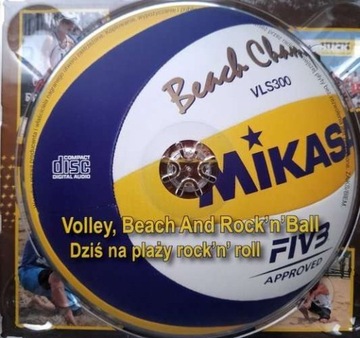 Beach Cham
VLS300
COMPACT
disc
DIGITAL AUDIO
MIKAS
Volley, Beach And Rock'n' Ball
Dziś na plaży rock'n' roll
FIVB
APPROVED